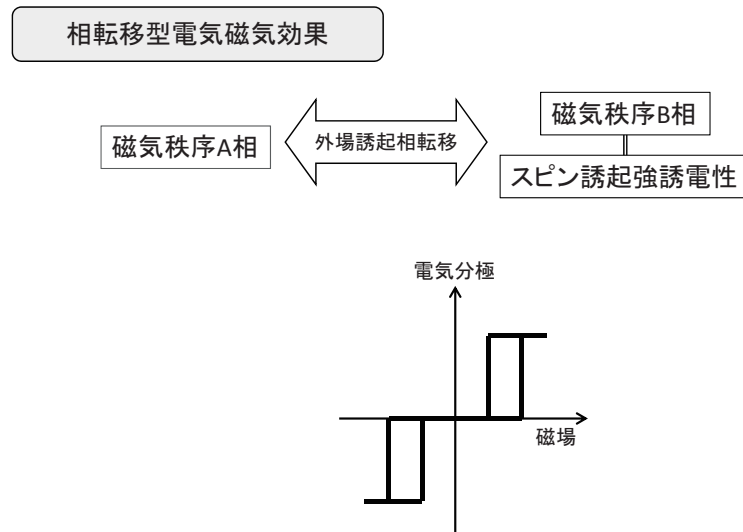 相転移型電気磁気効果
磁気秩序A相
外場誘起相転移
磁気秩序B相
スピン誘起強誘電性
電気分極
磁場